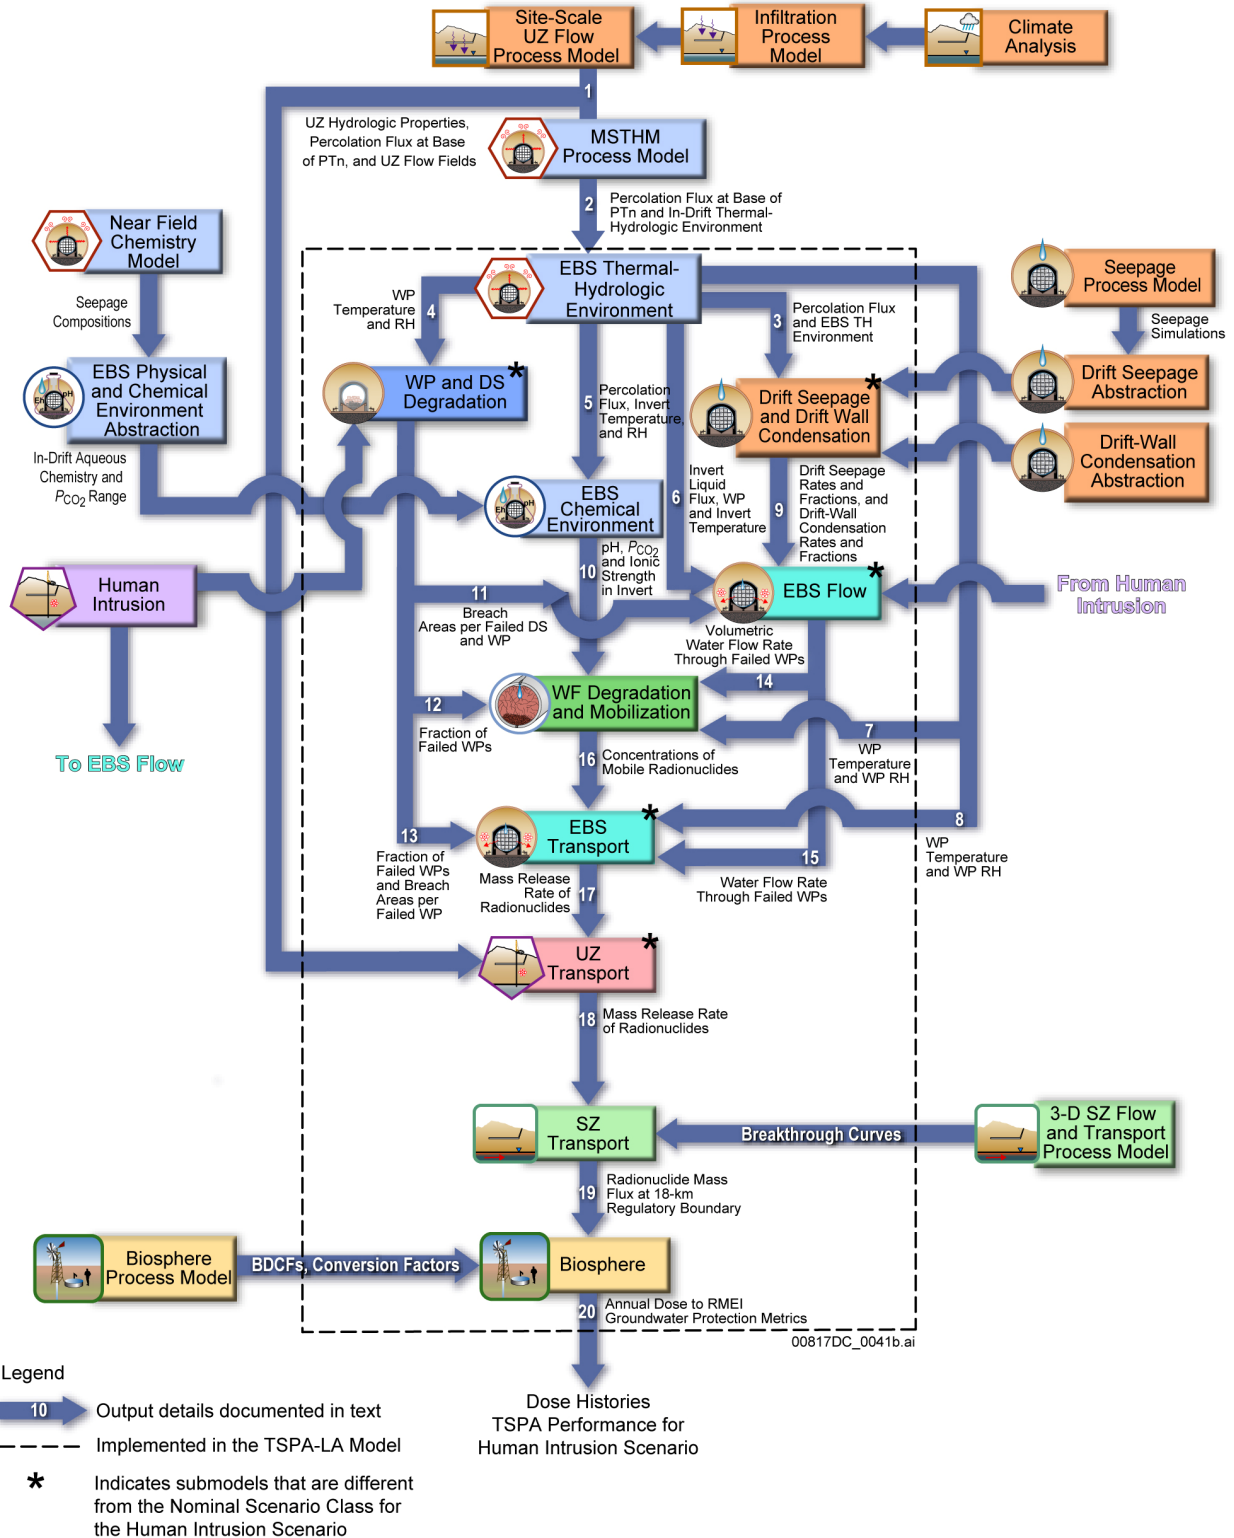 Site-Scale
UZ Flow
Process Model
Infiltration
Process
Model
Climate
Analysis
1
UZ Hydrologic Properties,
Percolation Flux at Base
of PTn, and UZ Flow Fields
MSTHM
Process Model
2
Percolation Flux at Base of
PTn and In-Drift Thermal-
Hydrologic Environment
Near Field
Chemistry
Model
Seepage
Compositions
EBS Thermal-
Hydrologic
Environment
Seepage
Process Model
Seepage
Simulations
WP
Temperature
and RH
4
3
Percolation Flux
and EBS TH
Environment
EBS Physical
and Chemical
Environment
Abstraction
WP and DS
Degradation
*
5
Percolation
Flux, Invert
Temperature,
and RH
Drift Seepage
and Drift Wall
Condensation
*
Drift Seepage
Abstraction
Drift-Wall
Condensation
Abstraction
In-Drift Aqueous
Chemistry and
PCO2 Range
EBS
Chemical
Environment
6
Invert
Liquid
Flux, WP
and Invert
Temperature
9
Drift Seepage
Rates and
Fractions, and
Drift-Wall
Condensation
Rates and
Fractions
Human
Intrusion
10
pH, PCO2
and Ionic
Strength
in Invert
EBS Flow
*
From Human
Intrusion
11
Breach
Areas per Failed DS
and WP
Volumetric
Water Flow Rate
Through Failed WPs
14
To EBS Flow
12
Fraction of
Failed WPs
WF Degradation
and Mobilization
7
WP
Temperature
and WP RH
16
Concentrations of
Mobile Radionuclides
13
Fraction of
Failed WPs
and Breach
Areas per
Failed WP
EBS
Transport
*
8
WP
Temperature
and WP RH
15
Water Flow Rate
Through Failed WPs
Mass Release
Rate of
Radionuclides
17
UZ
Transport
*
18
Mass Release Rate
of Radionuclides
SZ
Transport
Breakthrough Curves
3-D SZ Flow
and Transport
Process Model
19
Radionuclide Mass
Flux at 18-km
Regulatory Boundary
Biosphere
Process Model
BDCFs, Conversion Factors
Biosphere
20
Annual Dose to RMEI
Groundwater Protection Metrics
00817DC_0041b.ai
Dose Histories
TSPA Performance for
Human Intrusion Scenario
Legend
10
Output details documented in text
Implemented in the TSPA-LA Model
*
Indicates submodels that are different
from the Nominal Scenario Class for
the Human Intrusion Scenario